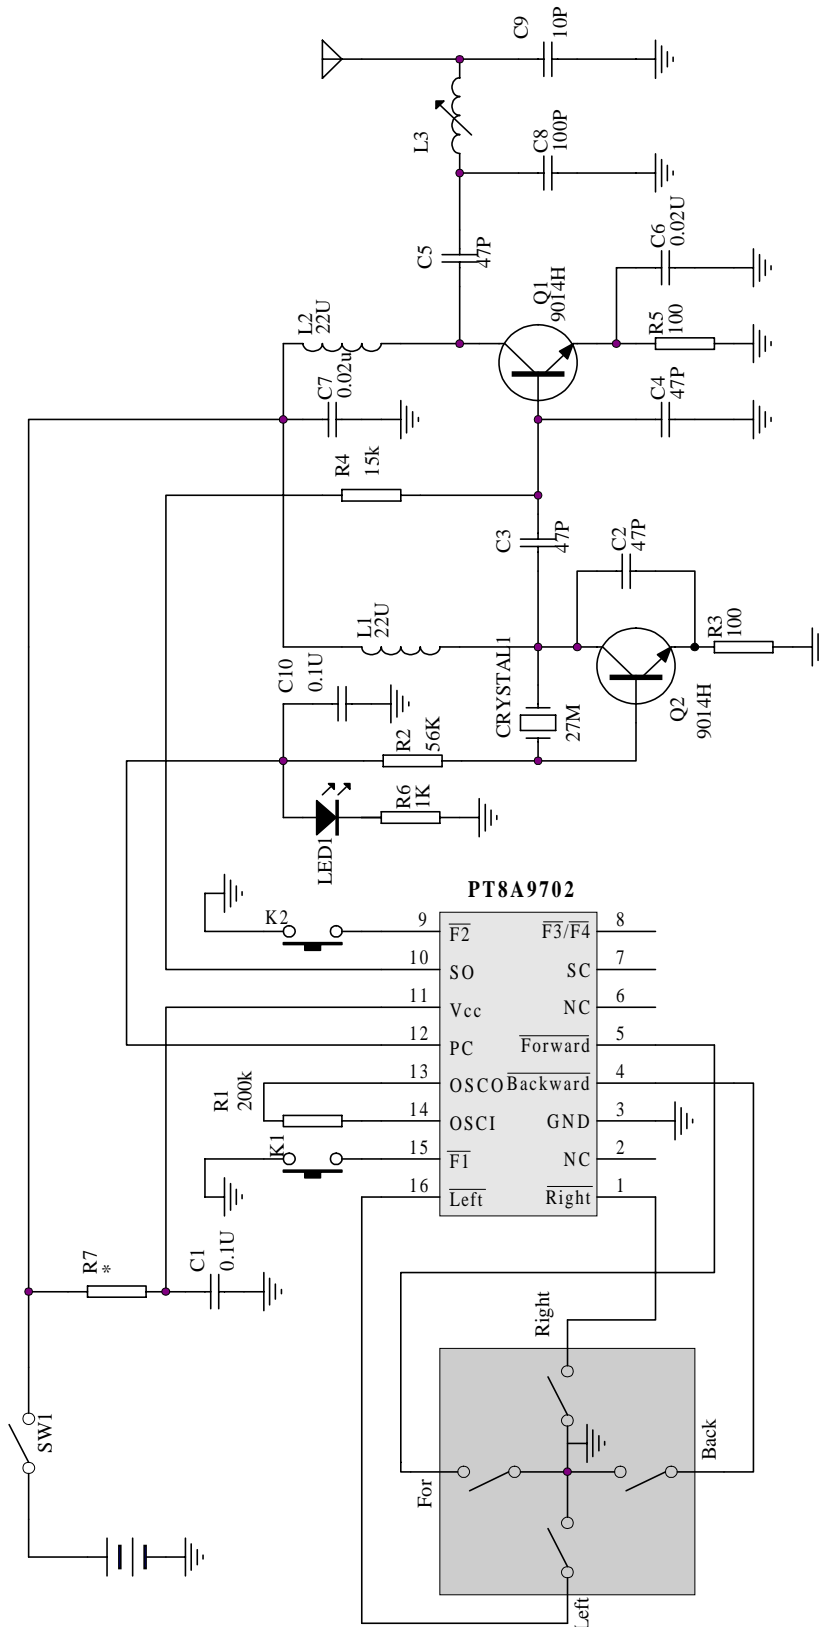 C9
10P
L3
C8
100P
C5
47P
C6
0.02U
Q1
9014H
R5
100
L2
22U
C7
0.02u
C4
47P
R4
15k
C3
47P
C2
47P
L1
22U
R3
100
C10
0.1U
CRYSTAL1
27M
Q2
9014H
R2
56K
R6
1K
LED1
PT8A9702
K2
9
F2
F3/F4
8
10
SO
SC
7
11
Vcc
NC
6
12
PC
Forward
5
13
OSCO
Backward
4
14
OSCI
GND
3
15
F1
NC
2
16
Left
Right
1
R1
200k
K1
R7
*
C1
0.1U
SW1
Right
For
Back
Left